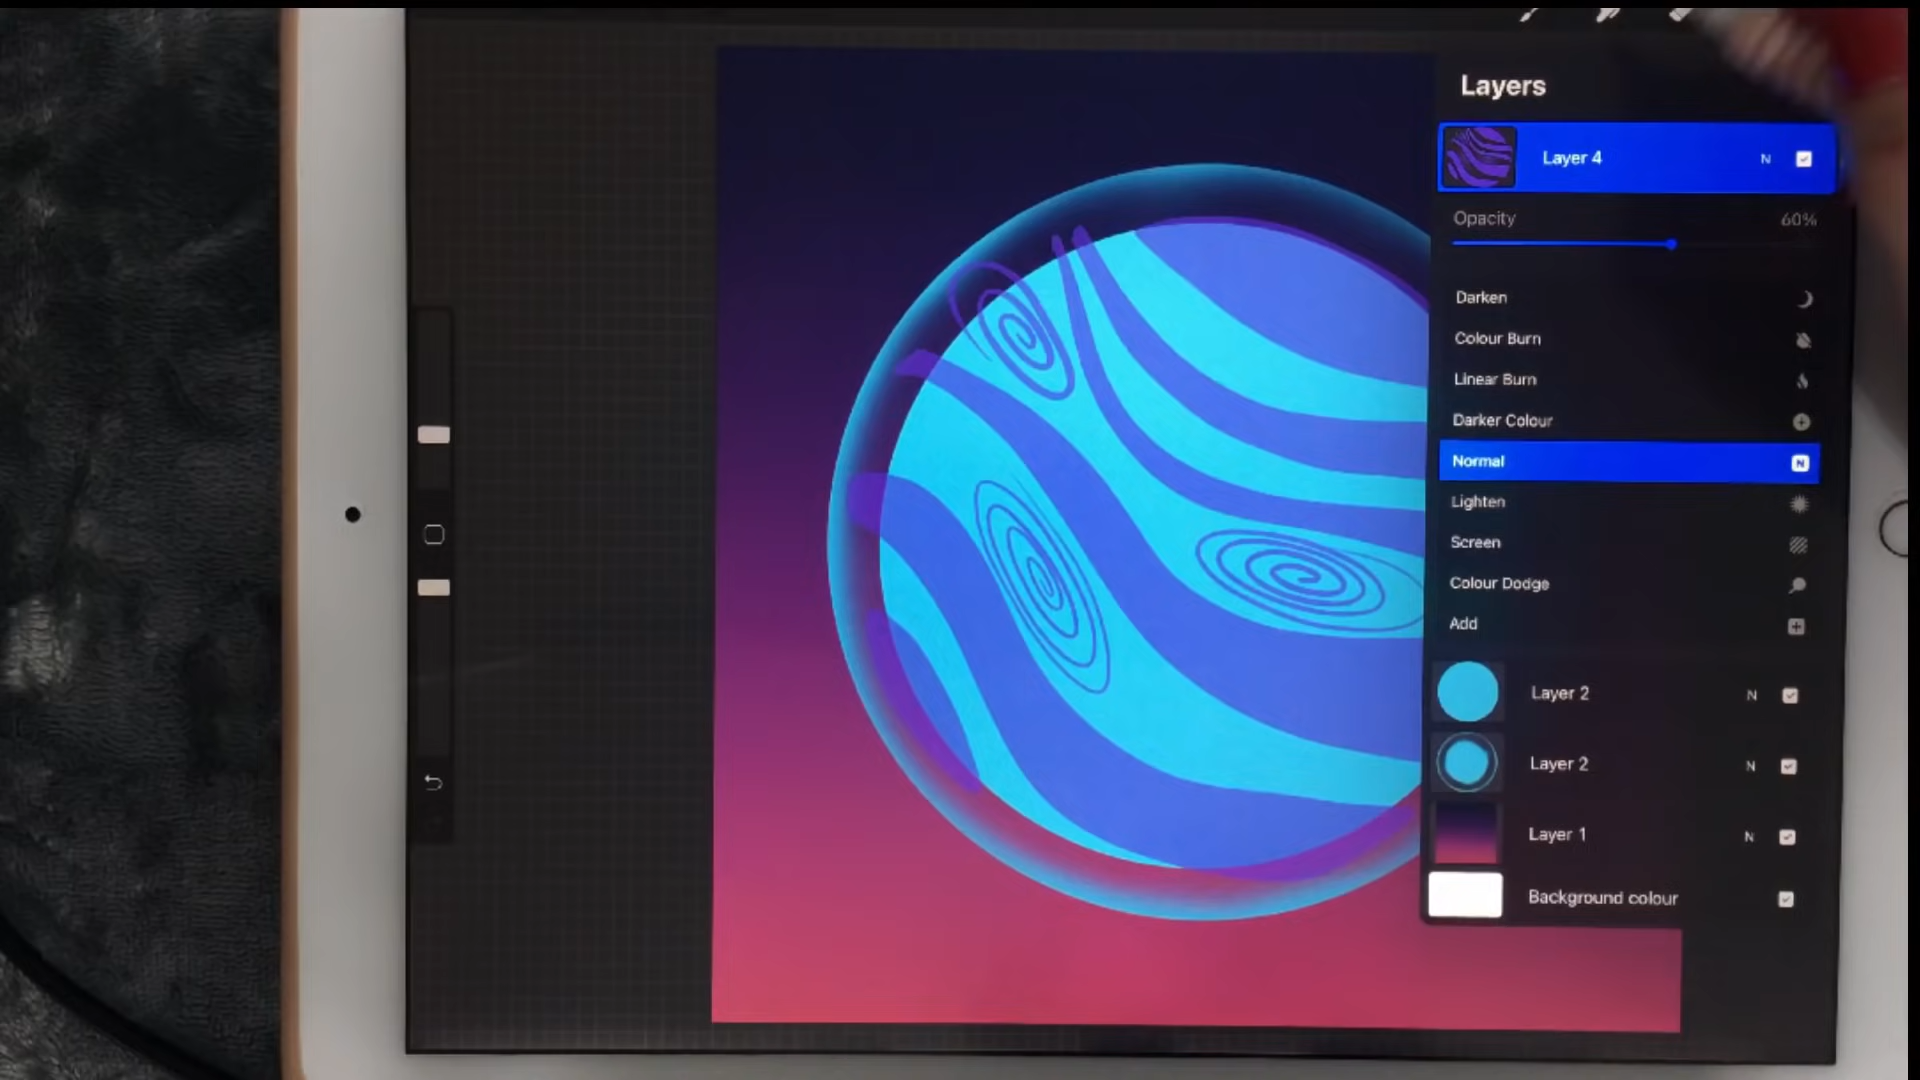 Layers
Layer 4 N
Opacity 60%
Darken
Colour Burn
Linear Burn
Darker Colour
Normal N
Lighten
Screen
Colour Dodge
Add
Layer 2 N
Layer 2 N
Layer 1 N
Background colour